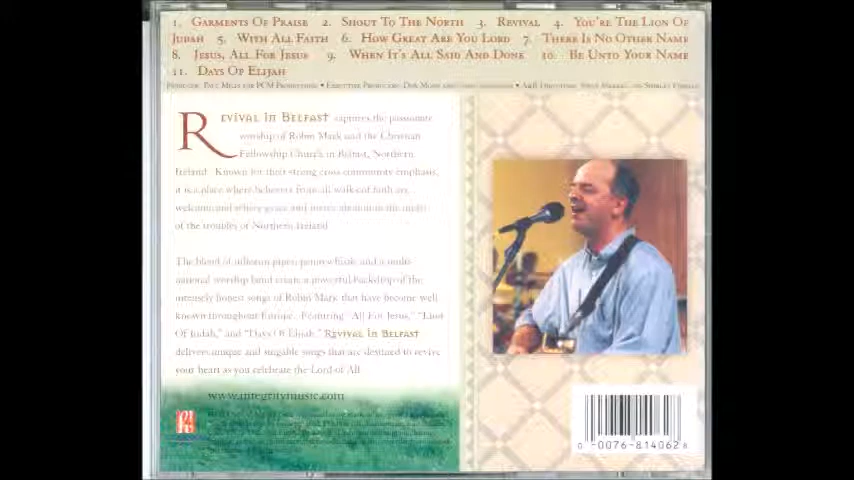 1. Garments Of Praise 2. Shout To The North 3. Revival 4. You're The Lion Of
Judah 5. With All Faith 6. How Great Are You Lord 7. There Is No Other Name
8. Jesus, All For Jesus 9. When It's All Said And Done 10. Be Unto Your Name
11. Days Of Elijah
Revival In Belfast captures the passionate
worship of Robin Mark and the Christian
Fellowship Church in Belfast, Northern
Ireland. Known for their strong cross-community emphasis,
it is a place where believers from all walks of faith are
welcome and where grace and mercy abound in the midst
of the troubles of Northern Ireland.
The blend of uilleann pipes, pennywhistle and a multi-
national worship band create a powerful backdrop of the
intensely honest songs of Robin Mark that have become well
known throughout Europe. Featuring "All For Jesus," "Lion
Of Judah," and "Days Of Elijah," Revival In Belfast
delivers unique and singable songs that are destined to revive
your heart as you celebrate the Lord of All.
www.integritymusic.com
0 0076-81406 2 8